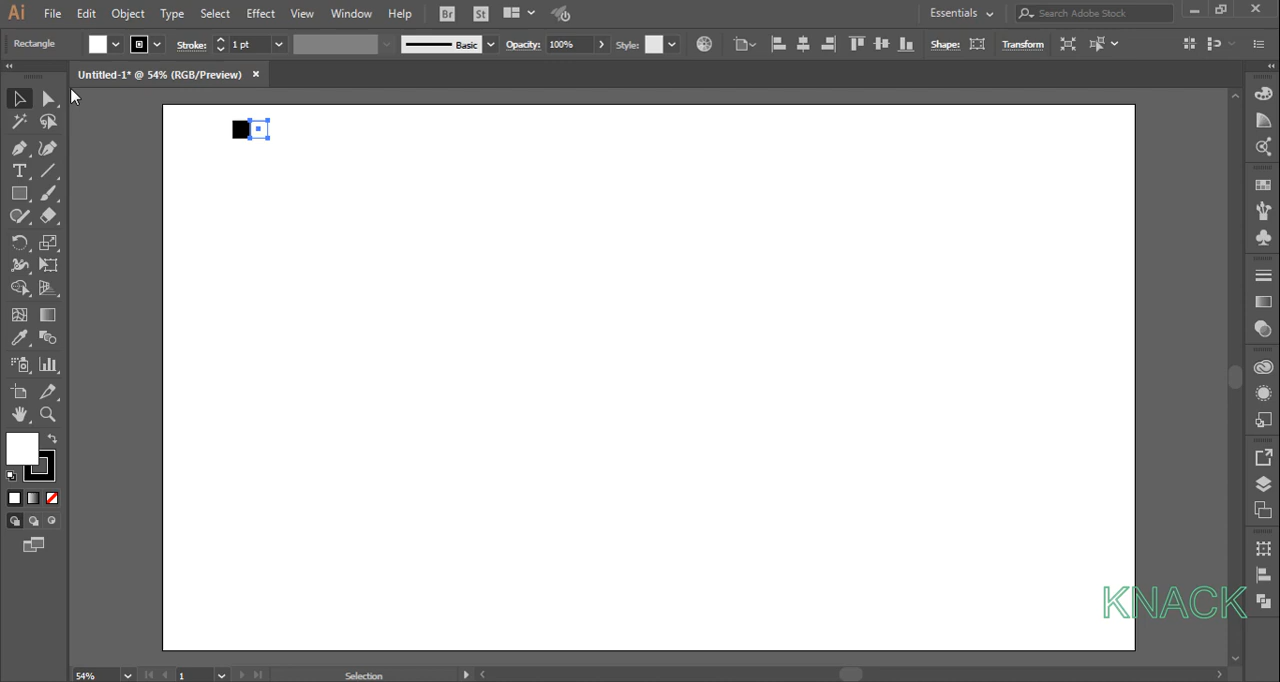 Ai File Edit Object Type Select Effect View Window Help Br St Essentials Search Adobe Stock
Rectangle Stroke: 1 pt Basic Opacity: 100% Style: Shape: Transform
Untitled-1* @ 54% (RGB/Preview)
T
KNACK
54% 1 Selection